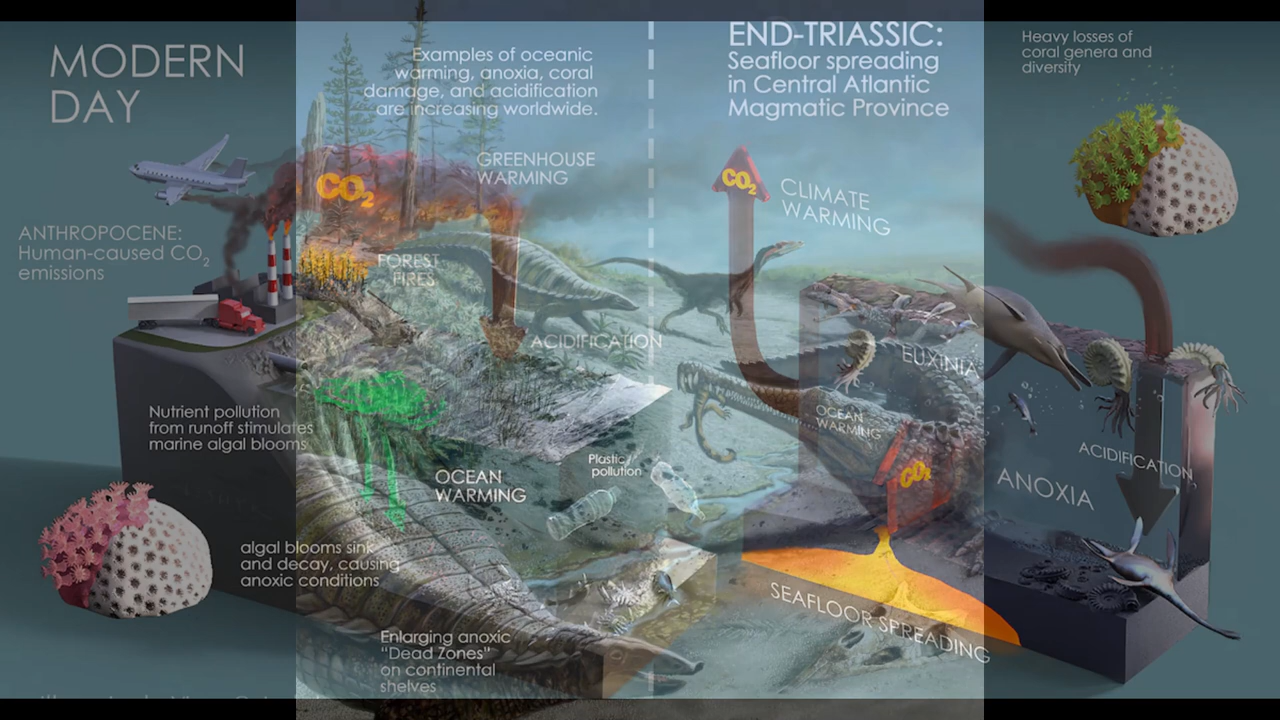 MODERN
DAY
Examples of oceanic
warming, anoxia, coral
damage, and acidification
are increasing worldwide.
GREENHOUSE
WARMING
CO2
ANTHROPOCENE:
Human-caused CO2
emissions
FOREST
FIRES
ACIDIFICATION
Nutrient pollution
from runoff stimulates
marine algal blooms
OCEAN
WARMING
Plastic
pollution
algal blooms sink
and decay, causing
anoxic conditions
Enlarging anoxic
“Dead Zones”
on continental
shelves
END-TRIASSIC:
Seafloor spreading
in Central Atlantic
Magmatic Province
Heavy losses of
coral genera and
diversity
CO2
CLIMATE
WARMING
EUXINIA
OCEAN
WARMING
CO2
ACIDIFICATION
ANOXIA
SEAFLOOR SPREADING